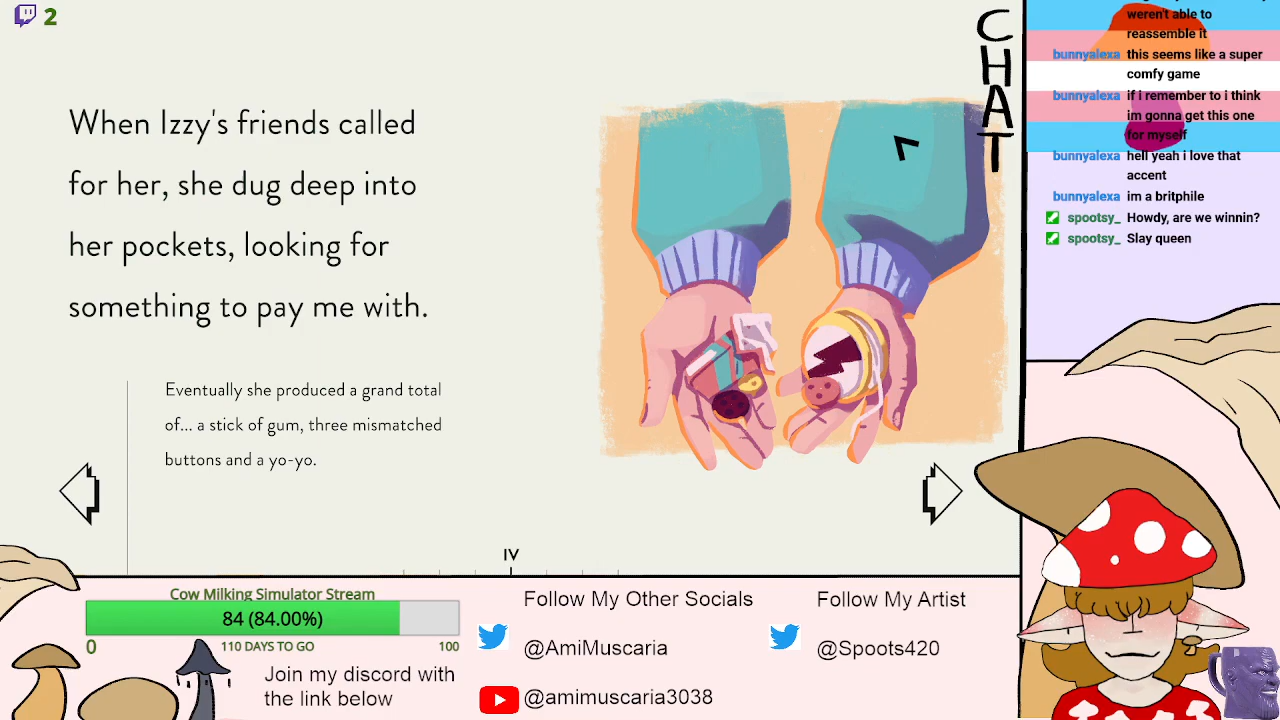 2
When Izzy's friends called
for her, she dug deep into
her pockets, looking for
something to pay me with.
Eventually she produced a grand total
of... a stick of gum, three mismatched
buttons and a yo-yo.
IV
CHAT
weren't able to
reassemble it
bunnyalexa this seems like a super
comfy game
bunnyalexa if i remember to i think
im gonna get this one
for myself
bunnyalexa hell yeah i love that
accent
bunnyalexa im a britphile
spootsy_ Howdy, are we winnin?
spootsy_ Slay queen
Cow Milking Simulator Stream
84 (84.00%)
0 110 DAYS TO GO 100
Join my discord with
the link below
Follow My Other Socials
@AmiMuscaria
@amimuscaria3038
Follow My Artist
@Spoots420